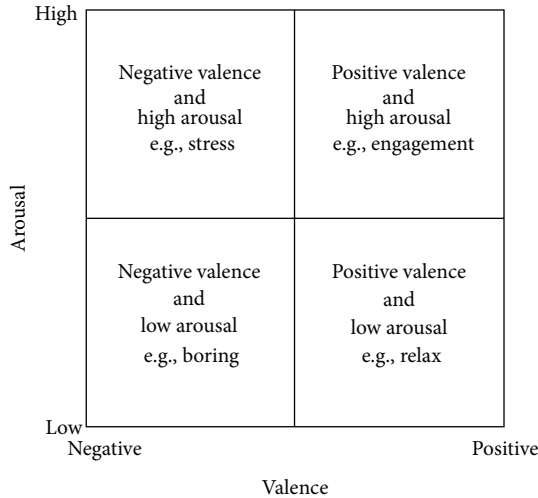 High
Negative valence
and
high arousal
e.g., stress
Positive valence
and
high arousal
e.g., engagement
Arousal
Negative valence
and
low arousal
e.g., boring
Positive valence
and
low arousal
e.g., relax
Low
Negative
Positive
Valence